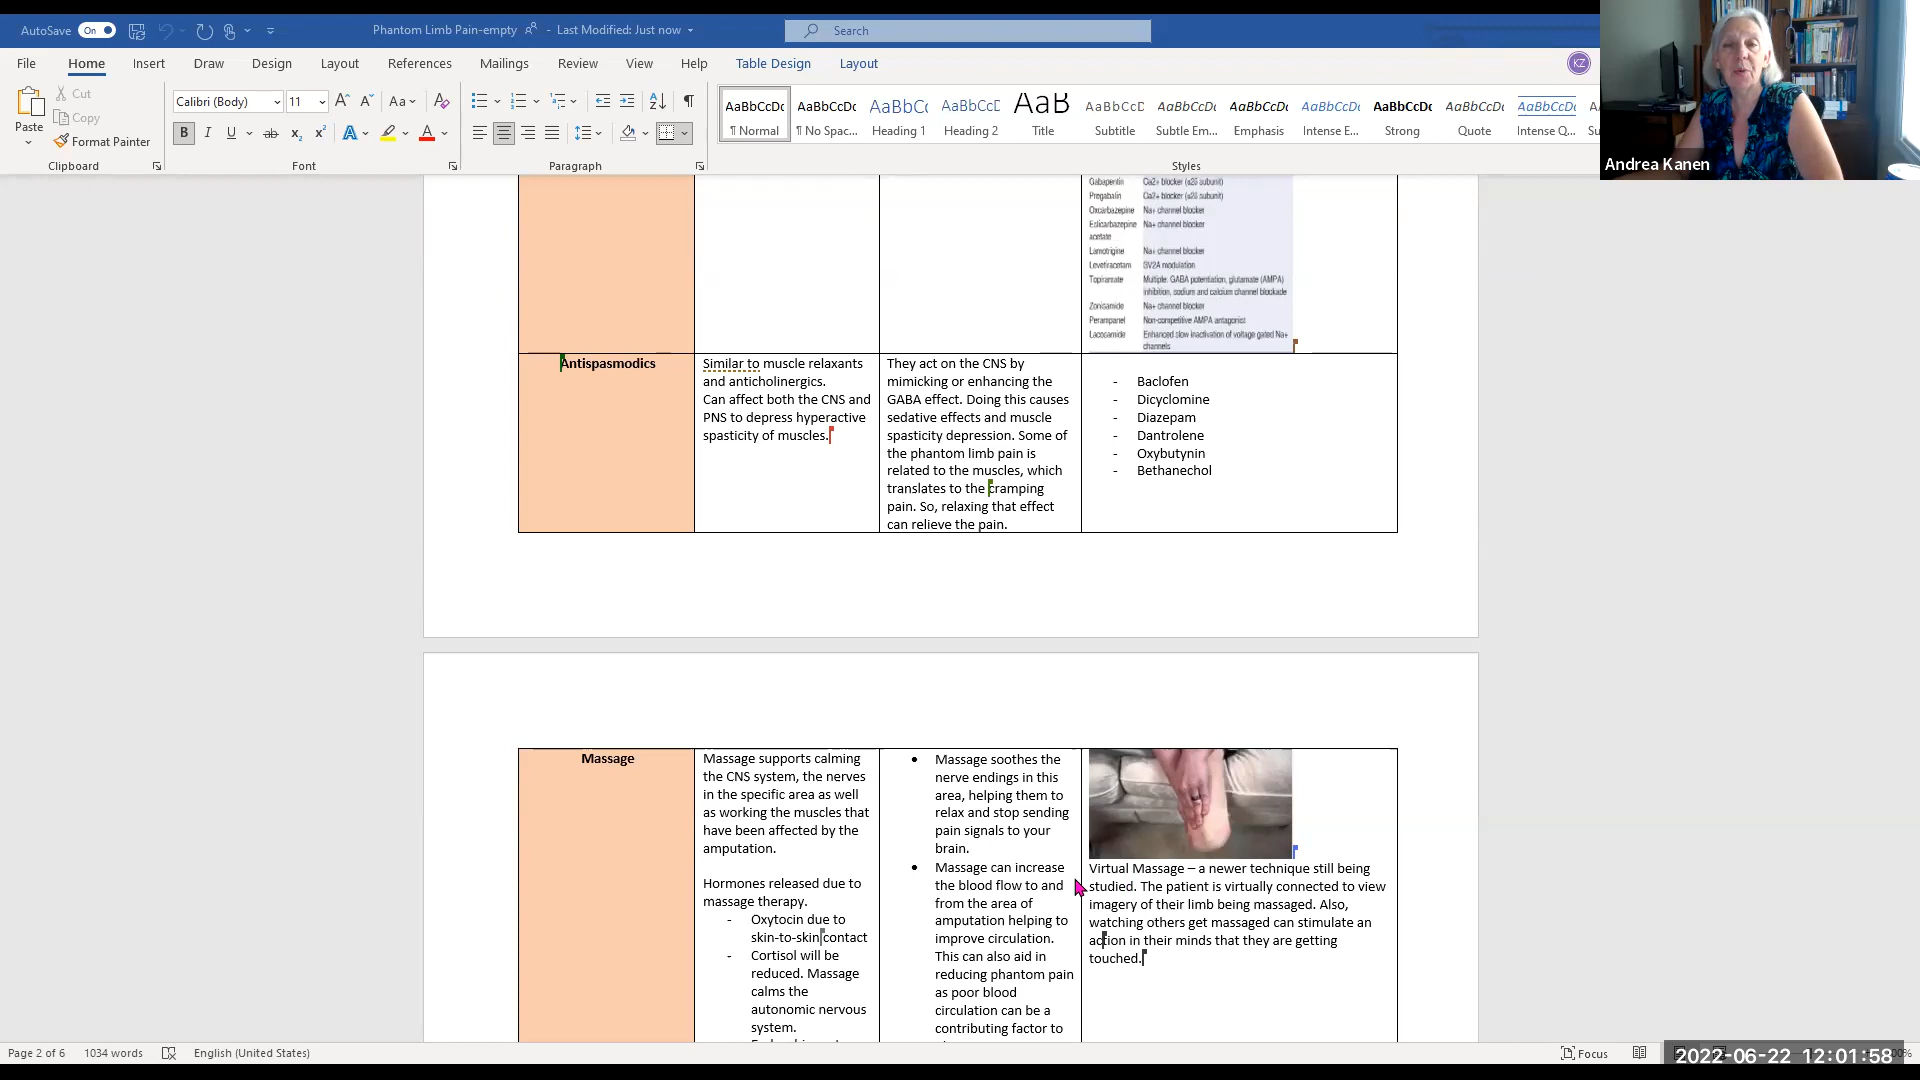 AutoSave On Phantom Limb Pain-empty - Last Modified: Just now Search
File Home Insert Draw Design Layout References Mailings Review View Help Table Design Layout KZ
Paste Cut Copy Format Painter
Calibri (Body) 11
AaBbCcDc AaBbCcDc AaBbCc AaBbCcD AaB AaBbCcD AaBbCcDc AaBbCcDc AaBbCcDc AaBbCcDc AaBbCcDc AaBbCcDc
¶ Normal ¶ No Spac... Heading 1 Heading 2 Title Subtitle Subtle Em... Emphasis Intense E... Strong Quote Intense Q...
Clipboard Font Paragraph Styles
Andrea Kanen
Gabapentin Ca2+ blocker (α2δ subunit)
Pregabalin Ca2+ blocker (α2δ subunit)
Oxcarbazepine Na+ channel blocker
Eslicarbazepine Na+ channel blocker
acetate
Lamotrigine Na+ channel blocker
Levetiracetam SV2A modulation
Topiramate Multiple: GABA potentiation, glutamate (AMPA)
inhibition, sodium and calcium channel blockade
Zonisamide Na+ channel blocker
Perampanel Non-competitive AMPA antagonist
Lacosamide Enhanced slow inactivation of voltage gated Na+
channels
Antispasmodics
Similar to muscle relaxants
and anticholinergics.
Can affect both the CNS and
PNS to depress hyperactive
spasticity of muscles.
They act on the CNS by
mimicking or enhancing the
GABA effect. Doing this causes
sedative effects and muscle
spasticity depression. Some of
the phantom limb pain is
related to the muscles, which
translates to the cramping
pain. So, relaxing that effect
can relieve the pain.
- Baclofen
- Dicyclomine
- Diazepam
- Dantrolene
- Oxybutynin
- Bethanechol
Massage
Massage supports calming
the CNS system, the nerves
in the specific area as well
as working the muscles that
have been affected by the
amputation.
Hormones released due to
massage therapy.
- Oxytocin due to
skin-to-skin contact
- Cortisol will be
reduced. Massage
calms the
autonomic nervous
system.
• Massage soothes the
nerve endings in this
area, helping them to
relax and stop sending
pain signals to your
brain.
• Massage can increase
the blood flow to and
from the area of
amputation helping to
improve circulation.
This can also aid in
reducing phantom pain
as poor blood
circulation can be a
contributing factor to
Virtual Massage – a newer technique still being
studied. The patient is virtually connected to view
imagery of their limb being massaged. Also,
watching others get massaged can stimulate an
action in their minds that they are getting
touched.
Page 2 of 6 1034 words English (United States) Focus
2022-06-22 12:01:58